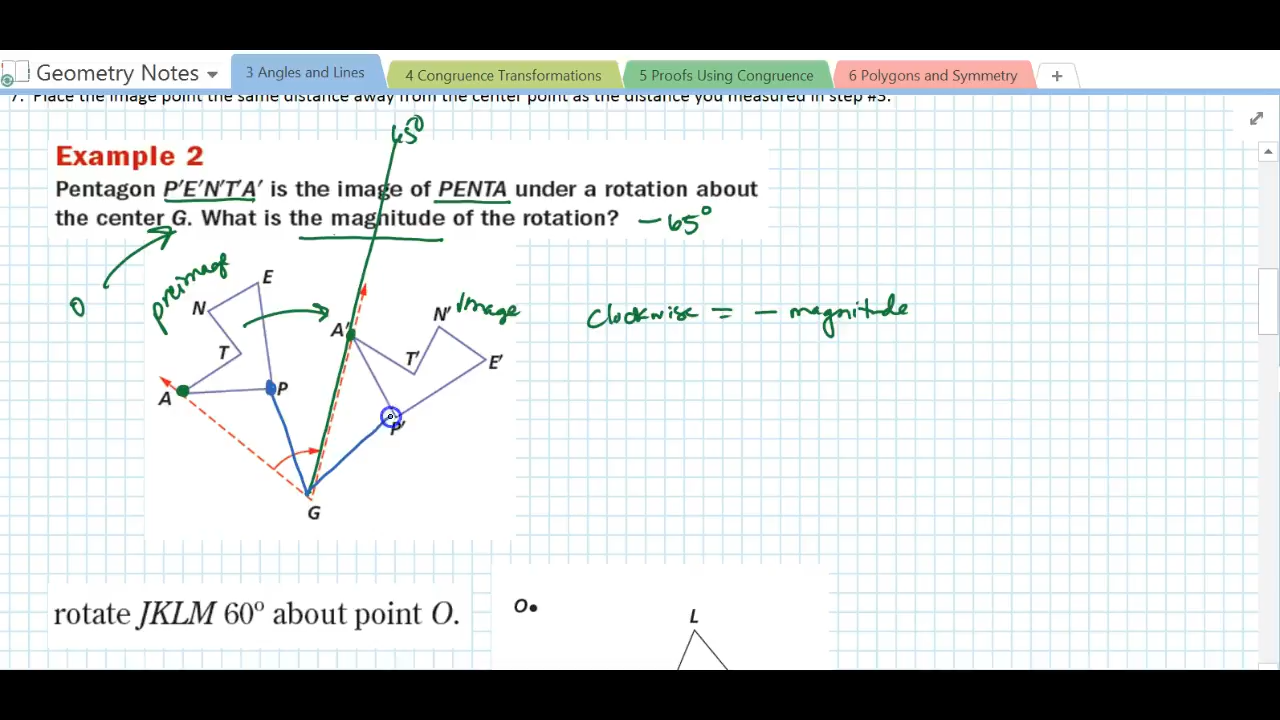 Geometry Notes
3 Angles and Lines
4 Congruence Transformations
5 Proofs Using Congruence
6 Polygons and Symmetry
+
7. Place the image point the same distance away from the center point as the distance you measured in step #3.
65°
Example 2
Pentagon P'E'N'T'A' is the image of PENTA under a rotation about
the center G. What is the magnitude of the rotation? -65°
O
preimage
E
N
T
A
P
A'
N'
Image
T'
E'
P'
G
Clockwise = - magnitude
rotate JKLM 60° about point O.
O
L